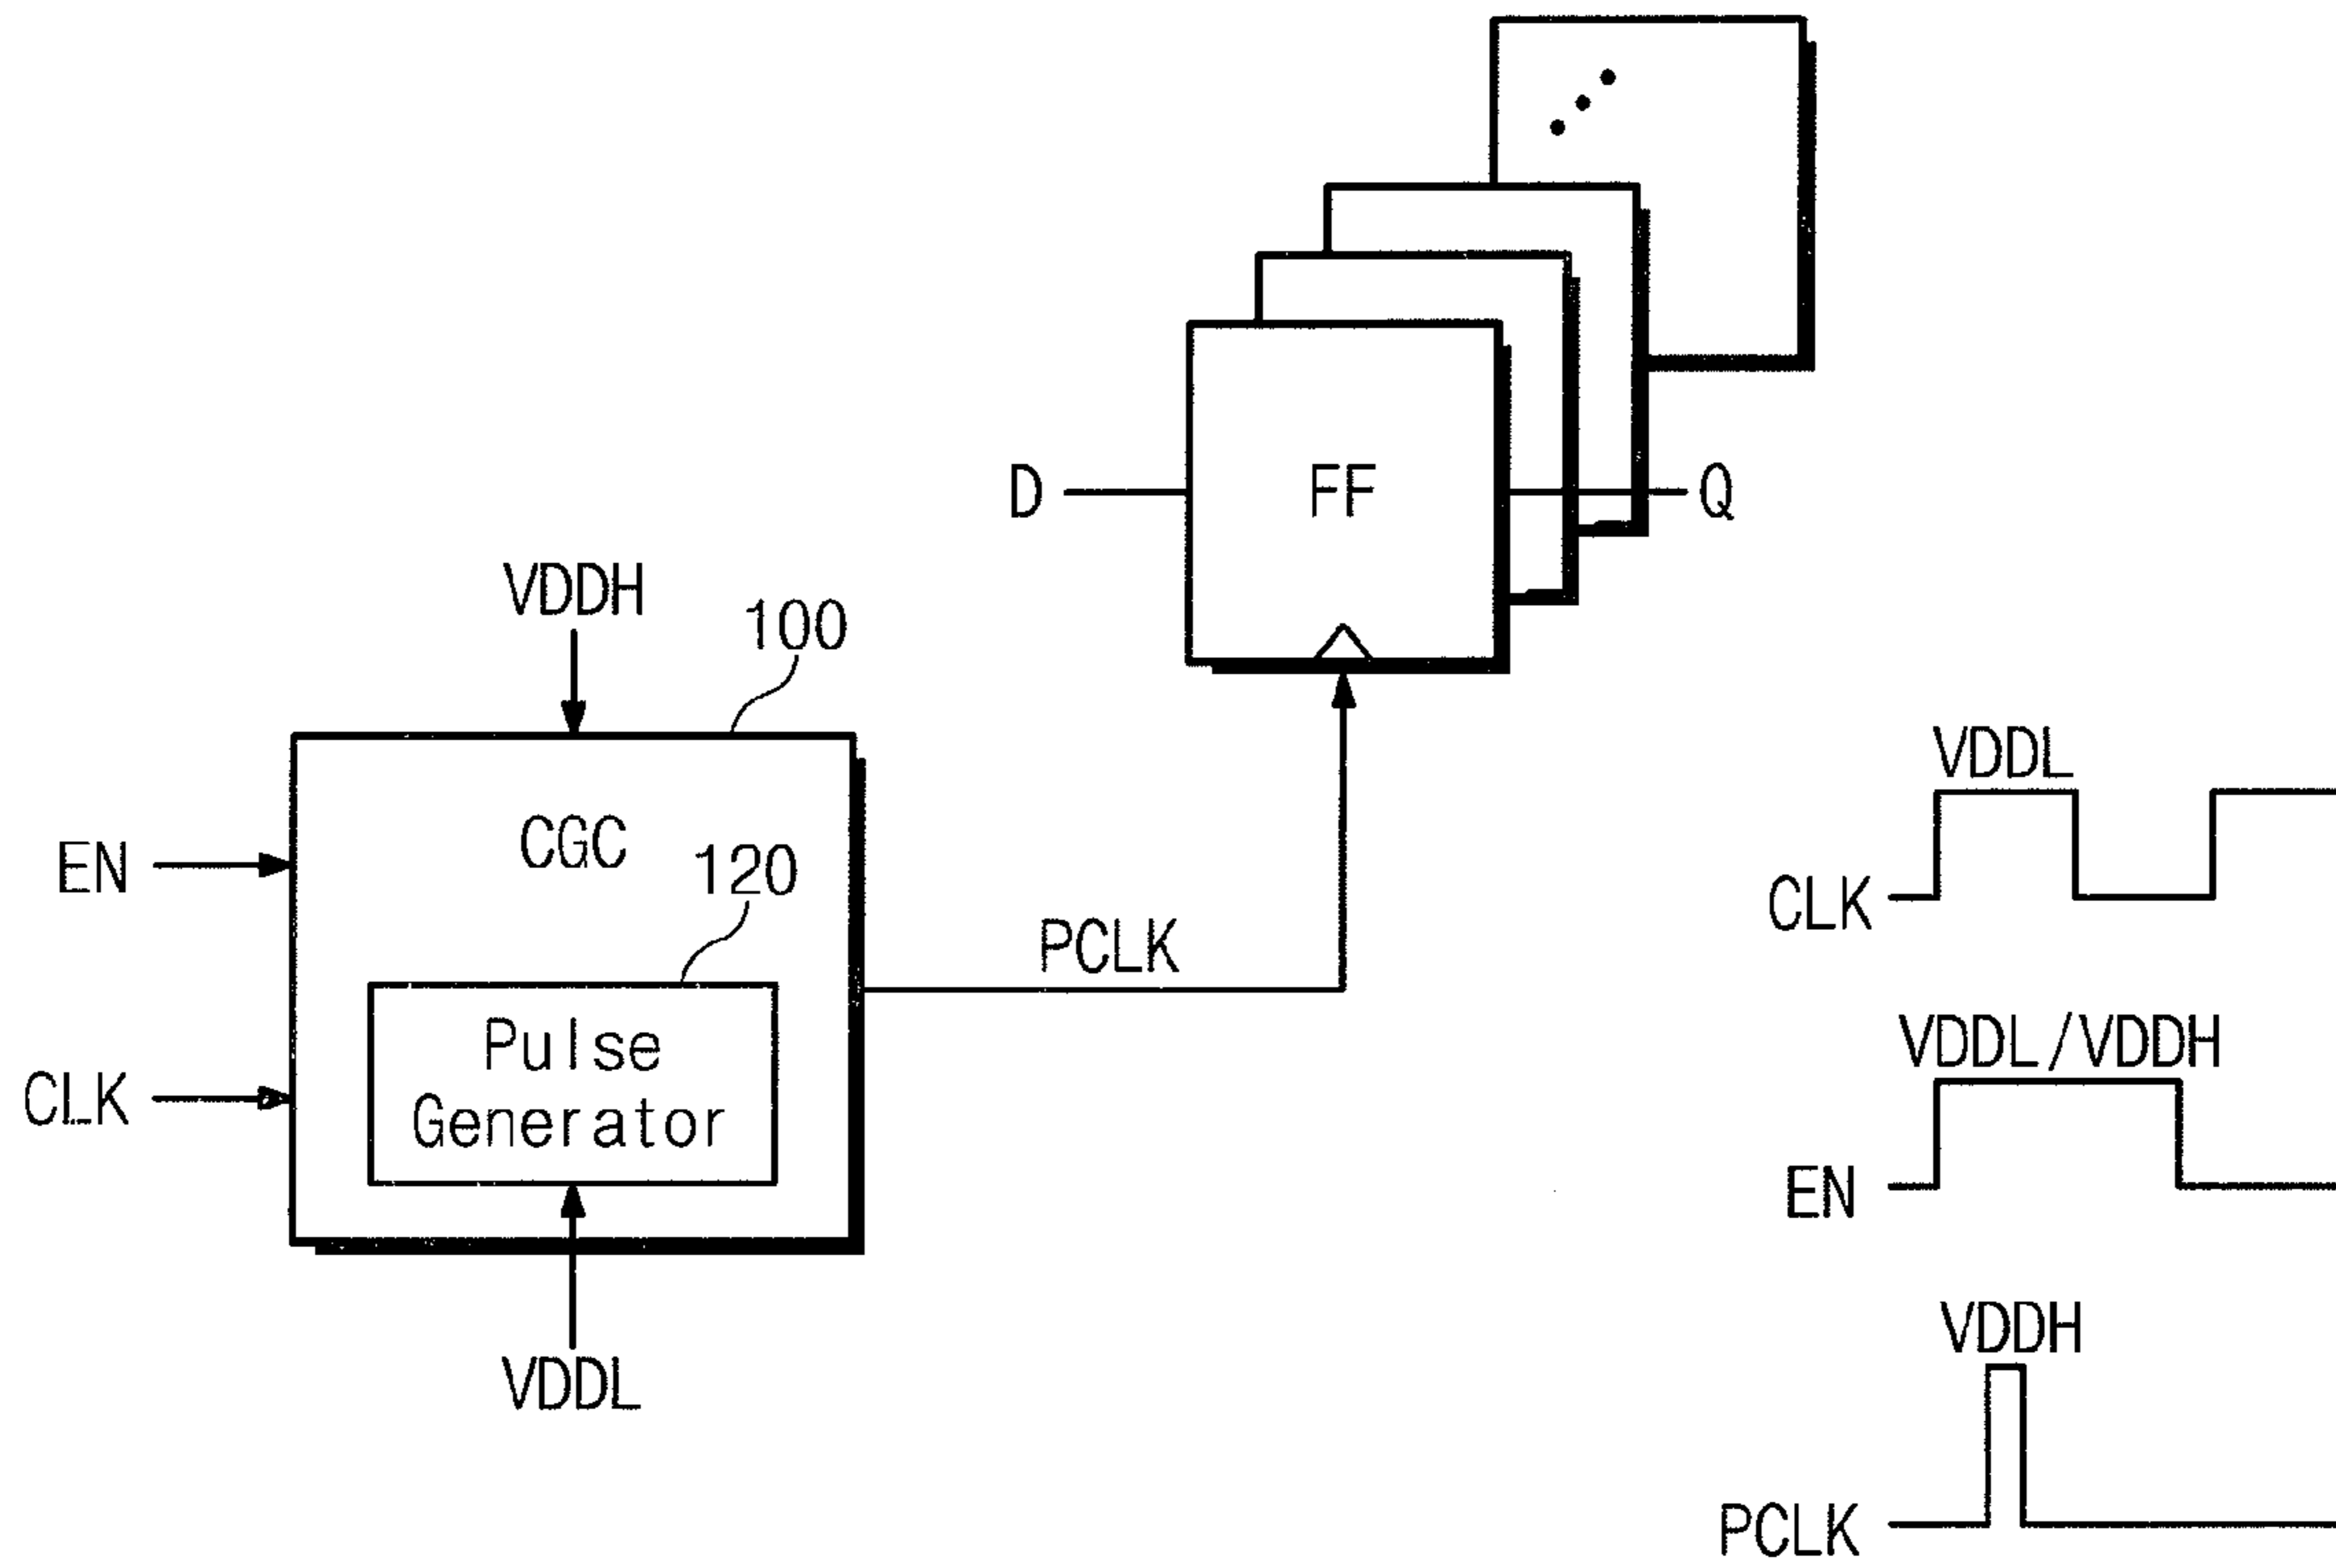 D
FF
Q
VDDH
100
CGC
EN
120
PCLK
Pulse
Generator
CLK
VDDL
VDDL
CLK
VDDL/VDDH
EN
VDDH
PCLK